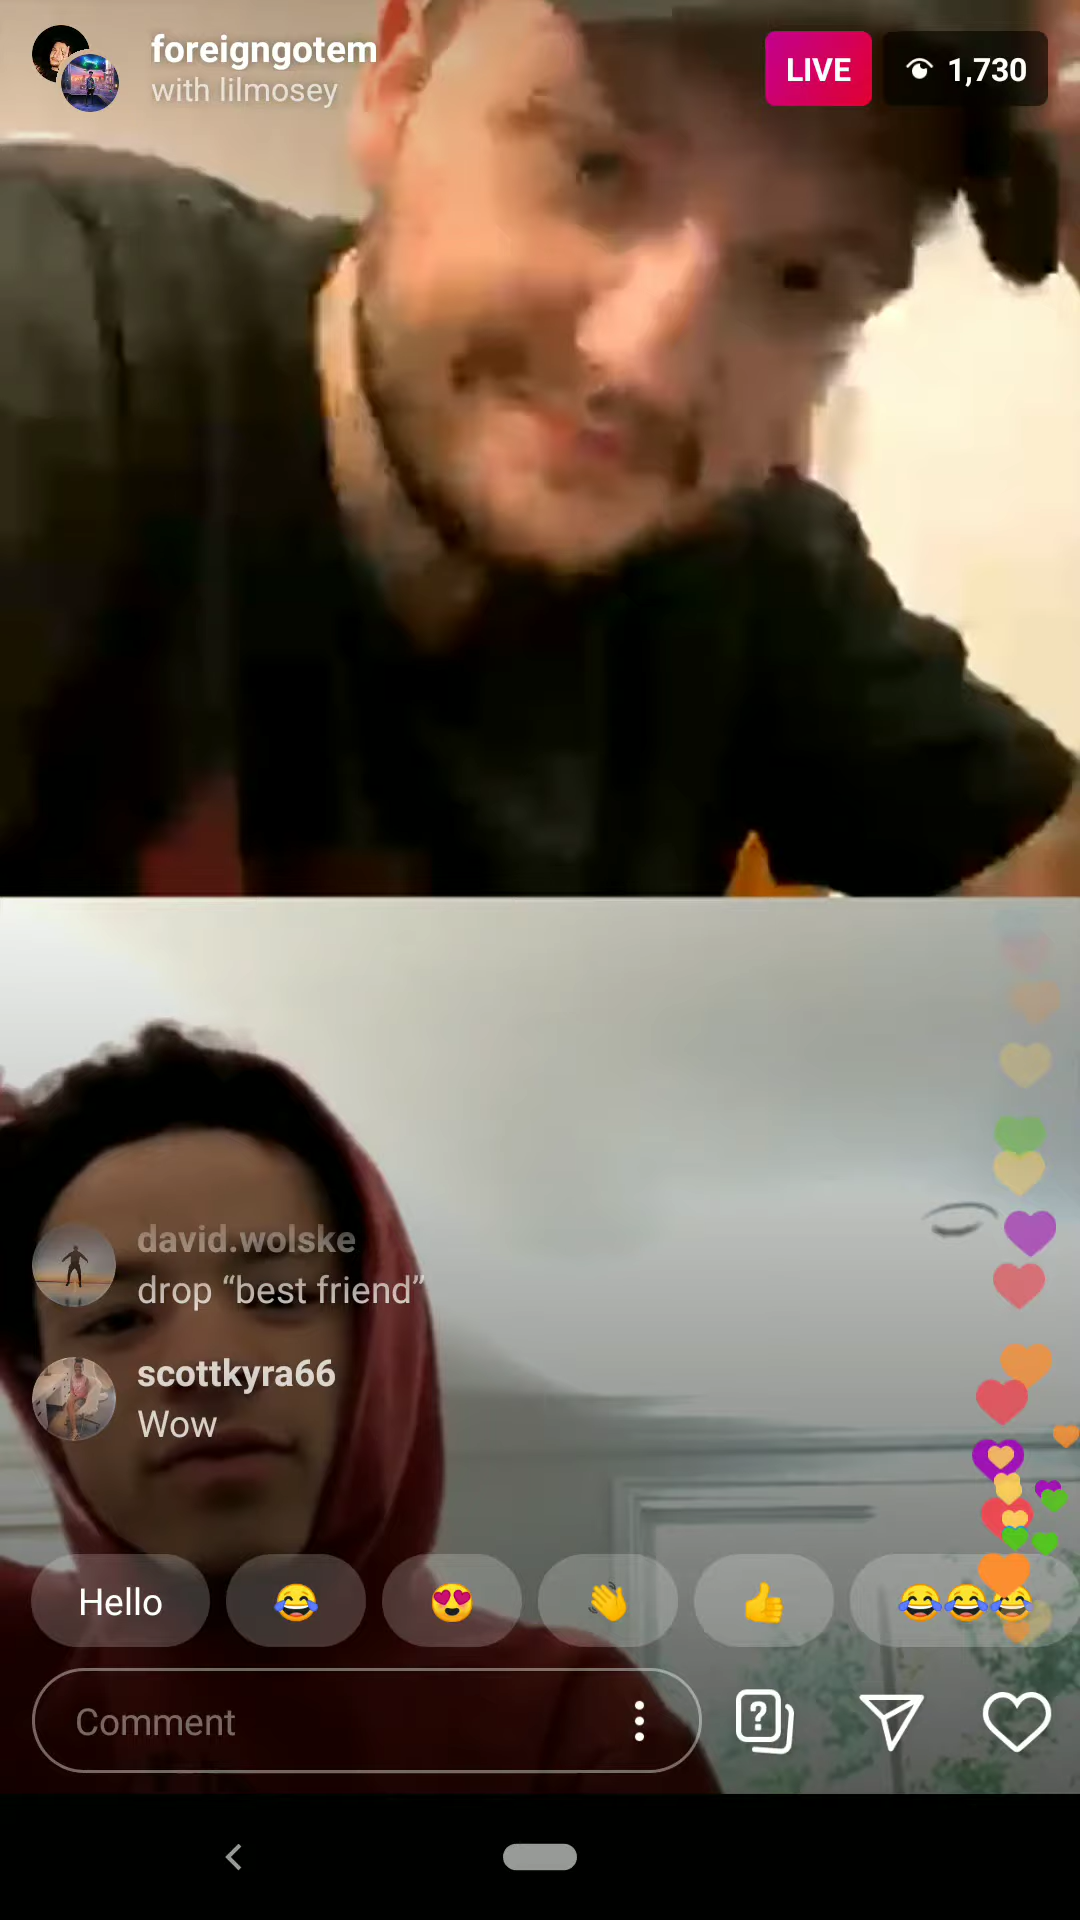 foreigngotem
with lilmosey
LIVE
1,730
david.wolske
drop “best friend”
scottkyra66
Wow
Hello
Comment